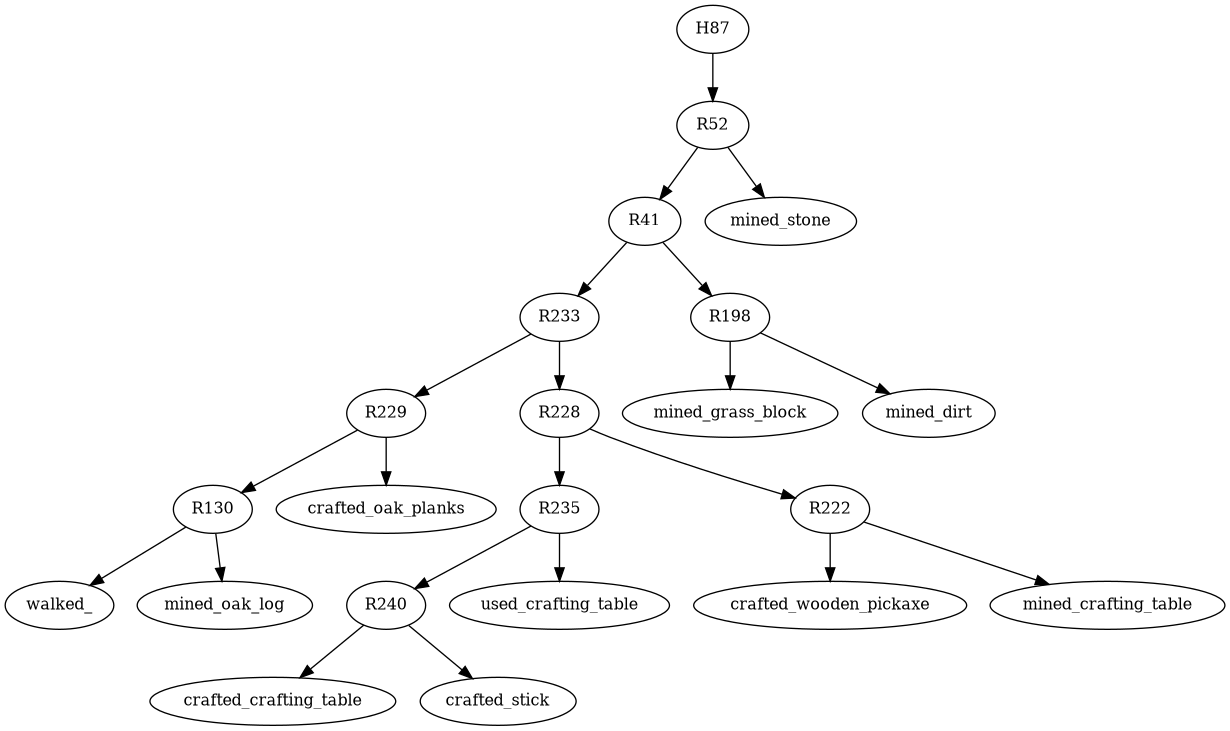 H87
R52
R41
mined_stone
R233
R198
R229
R228
mined_grass_block
mined_dirt
R130
crafted_oak_planks
R235
R222
walked_
mined_oak_log
R240
used_crafting_table
crafted_wooden_pickaxe
mined_crafting_table
crafted_crafting_table
crafted_stick